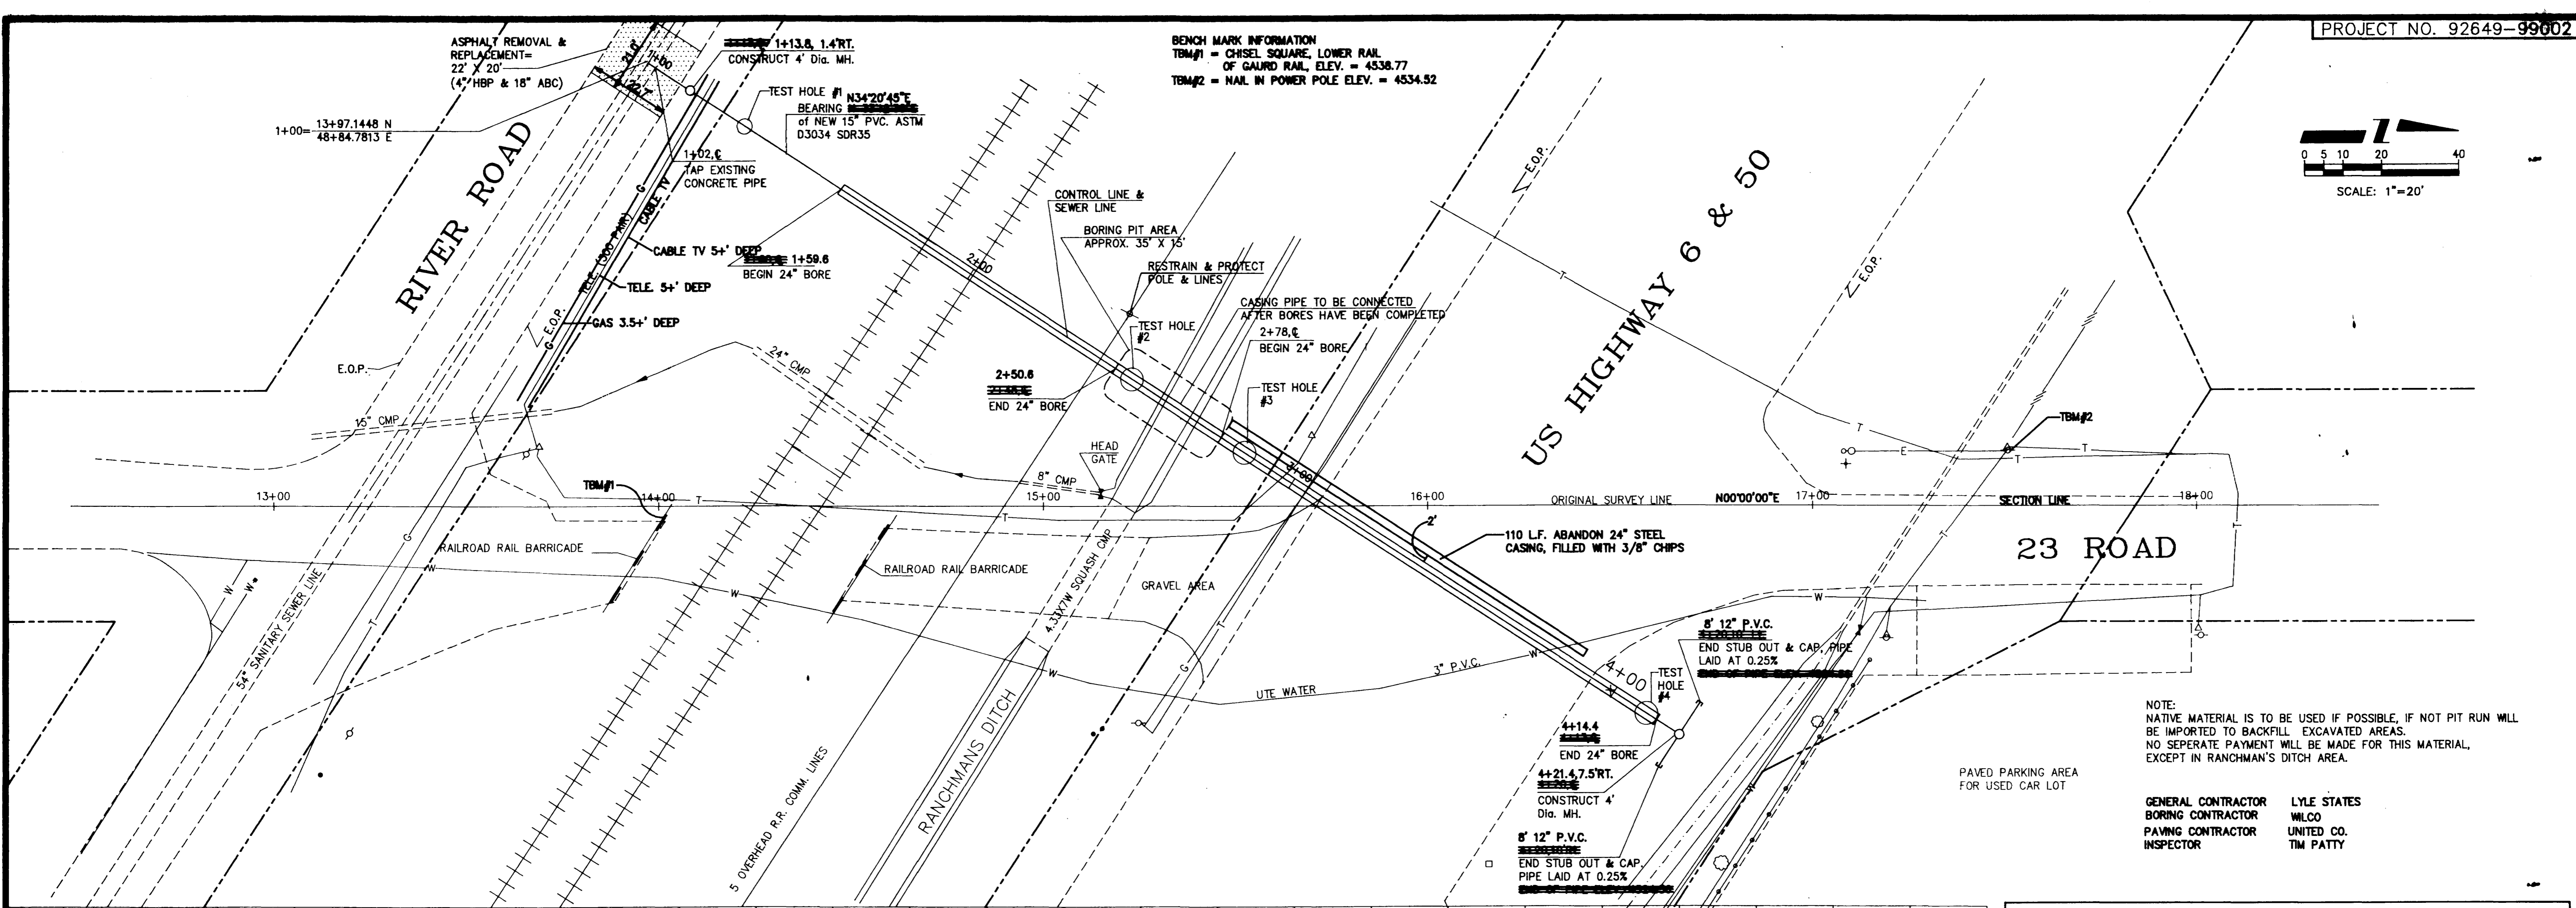 PROJECT NO. 92649-99002
ASPHALT REMOVAL &
REPLACEMENT=
22' X 20'
(4" HBP & 18" ABC)
21.0'
22.7'
1+00
1+13.8, 1.4'RT.
CONSTRUCT 4' Dia. MH.
BENCH MARK INFORMATION
TBM#1 = CHISEL SQUARE, LOWER RAIL
OF GAURD RAIL, ELEV. = 4538.77
TBM#2 = NAIL IN POWER POLE ELEV. = 4534.52
TEST HOLE #1
N34°20'45"E
BEARING
of NEW 15" PVC. ASTM
D3034 SDR35
1+00=
13+97.1448 N
48+84.7813 E
1+02,℄
TAP EXISTING
CONCRETE PIPE
0 5 10 20 40
SCALE: 1"=20'
RIVER ROAD
TELE. (300 PAIR)
CABLE TV
G
CABLE TV 5+' DEEP
TELE. 5+' DEEP
GAS 3.5+' DEEP
E.O.P.
E.O.P.
1+59.6
BEGIN 24" BORE
2+00
CONTROL LINE &
SEWER LINE
BORING PIT AREA
APPROX. 35' X 15'
RESTRAIN & PROTECT
POLE & LINES
CASING PIPE TO BE CONNECTED
AFTER BORES HAVE BEEN COMPLETED
2+78,℄
BEGIN 24" BORE
TEST HOLE
#2
TEST HOLE
#3
2+50.6
END 24" BORE
E.O.P.
E.O.P.
US HIGHWAY 6 & 50
15" CMP
24" CMP
8" CMP
HEAD
GATE
3+00
TBM#1
TBM#2
13+00
14+00
15+00
16+00
ORIGINAL SURVEY LINE
N00°00'00"E
17+00
SECTION LINE
18+00
2'
110 L.F. ABANDON 24" STEEL
CASING, FILLED WITH 3/8" CHIPS
23 ROAD
RAILROAD RAIL BARRICADE
RAILROAD RAIL BARRICADE
4.33X7W SQUASH CMP
GRAVEL AREA
54" SANITARY SEWER LINE
UTE WATER
3" P.V.C.
RANCHMANS DITCH
5 OVERHEAD R.R. COMM. LINES
8' 12" P.V.C.
END STUB OUT & CAP, PIPE
LAID AT 0.25%
4+00
TEST
HOLE
#4
4+14.4
END 24" BORE
4+21.4,7.5'RT.
CONSTRUCT 4'
Dia. MH.
8' 12" P.V.C.
END STUB OUT & CAP,
PIPE LAID AT 0.25%
PAVED PARKING AREA
FOR USED CAR LOT
NOTE:
NATIVE MATERIAL IS TO BE USED IF POSSIBLE, IF NOT PIT RUN WILL
BE IMPORTED TO BACKFILL EXCAVATED AREAS.
NO SEPERATE PAYMENT WILL BE MADE FOR THIS MATERIAL,
EXCEPT IN RANCHMAN'S DITCH AREA.
GENERAL CONTRACTOR LYLE STATES
BORING CONTRACTOR WILCO
PAVING CONTRACTOR UNITED CO.
INSPECTOR TIM PATTY